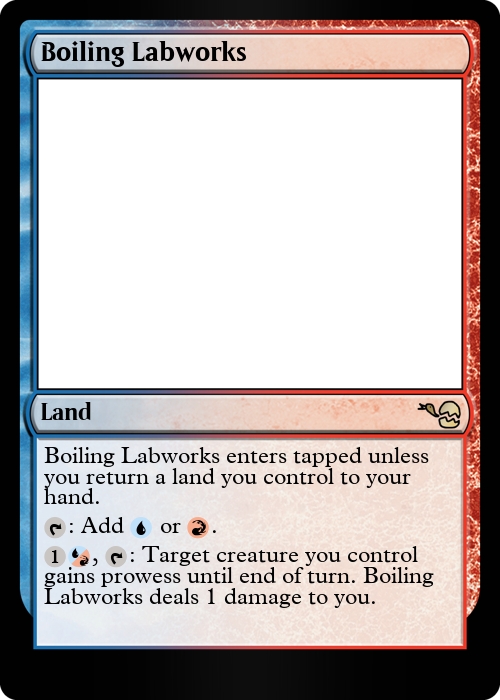 Boiling Labworks
Land
Boiling Labworks enters tapped unless
you return a land you control to your
hand.
: Add or .
1 , : Target creature you control
gains prowess until end of turn. Boiling
Labworks deals 1 damage to you.